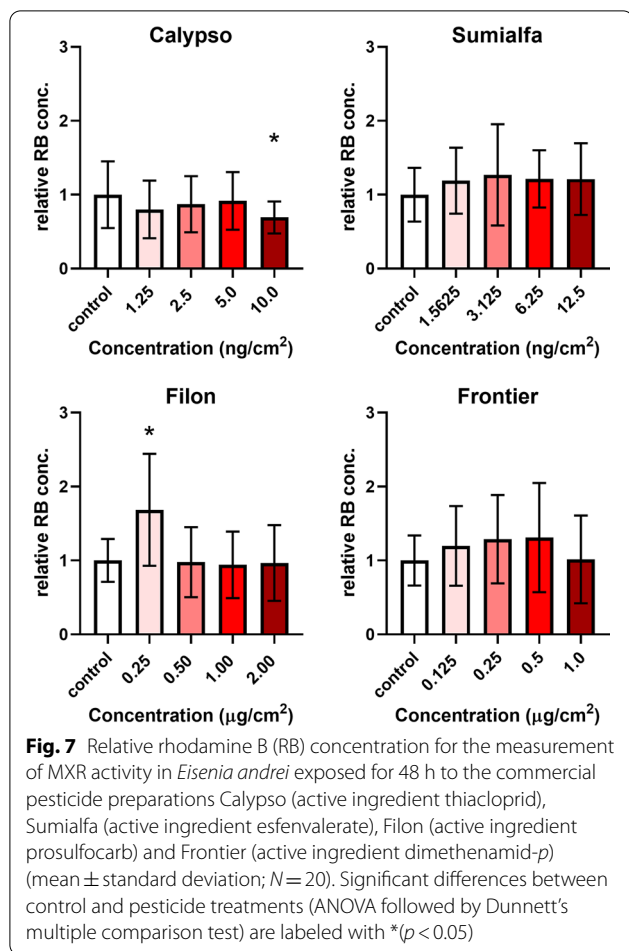 Calypso
relative RB conc.
3
2
1
0
*
control
1.25
2.5
5.0
10.0
Concentration (ng/cm²)
Sumialfa
relative RB conc.
3
2
1
0
control
1.5625
3.125
6.25
12.5
Concentration (ng/cm²)
Filon
relative RB conc.
3
2
1
0
*
control
0.25
0.50
1.00
2.00
Concentration (μg/cm²)
Frontier
relative RB conc.
3
2
1
0
control
0.125
0.25
0.5
1.0
Concentration (μg/cm²)
Fig. 7 Relative rhodamine B (RB) concentration for the measurement
of MXR activity in Eisenia andrei exposed for 48 h to the commercial
pesticide preparations Calypso (active ingredient thiacloprid),
Sumialfa (active ingredient esfenvalerate), Filon (active ingredient
prosulfocarb) and Frontier (active ingredient dimethenamid-p)
(mean ± standard deviation; N = 20). Significant differences between
control and pesticide treatments (ANOVA followed by Dunnett's
multiple comparison test) are labeled with *(p < 0.05)